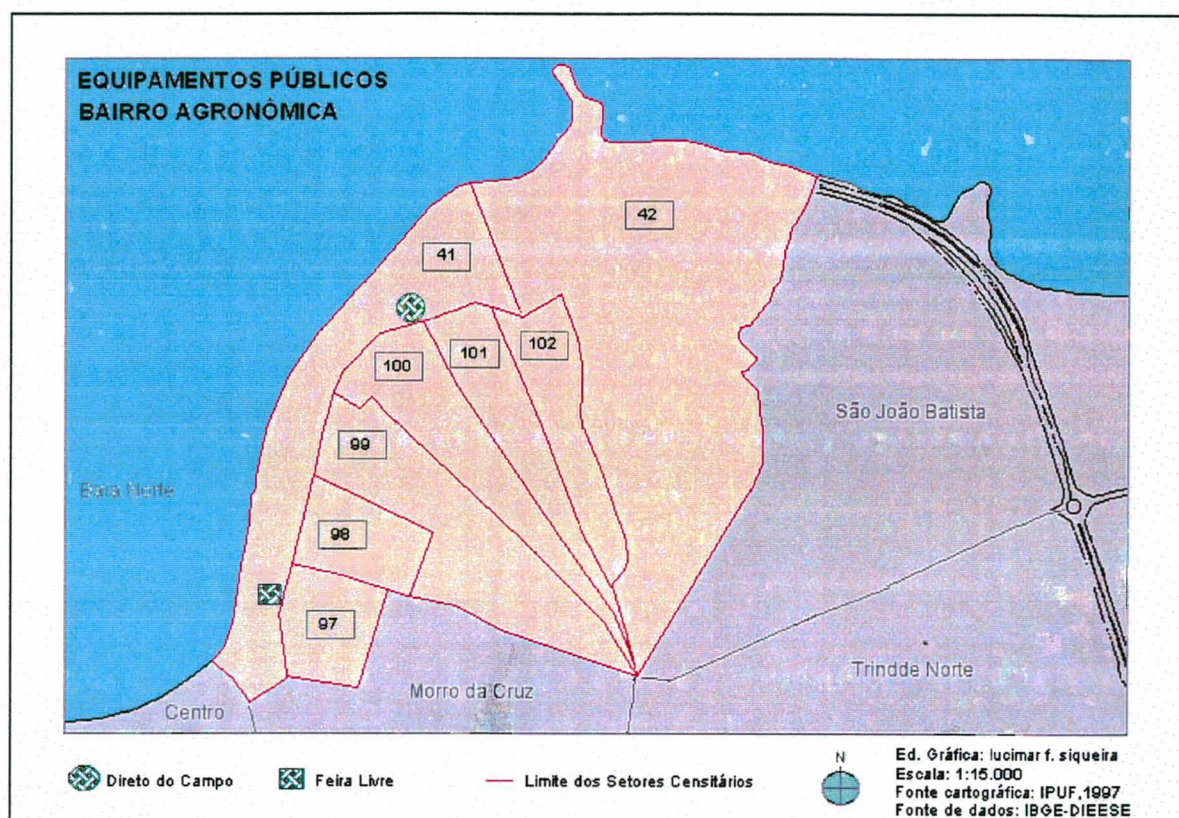 EQUIPAMENTOS PÚBLICOS
BAIRRO AGRONÔMICA
42
41
102
101
100
São João Batista
99
Baia Norte
98
97
Trindde Norte
Morro da Cruz
Centro
Direto do Campo
Feira Livre
Limite dos Setores Censitários
N
Ed. Gráfica: lucimar f. siqueira
Escala: 1:15.000
Fonte cartográfica: IPUF,1997
Fonte de dados: IBGE-DIEESE